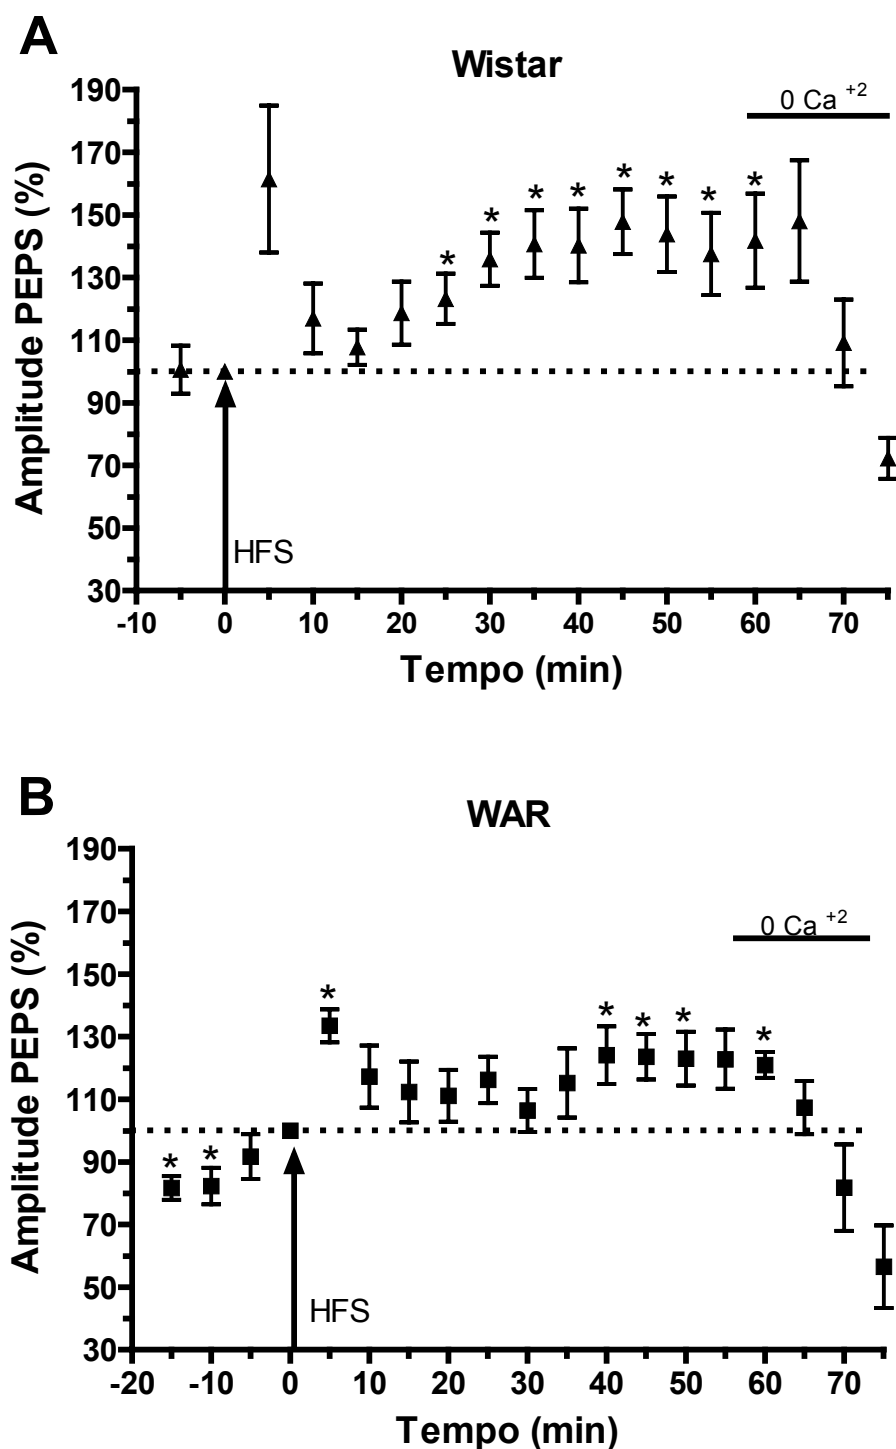 A
Wistar
0 Ca +2
190
170
150
130
110
90
70
50
30
Amplitude PEPS (%)
* * * * * * * *
HFS
-10 0 10 20 30 40 50 60 70
Tempo (min)
B
WAR
0 Ca +2
190
170
150
130
110
90
70
50
30
Amplitude PEPS (%)
* * * * * * *
HFS
-20 -10 0 10 20 30 40 50 60 70
Tempo (min)